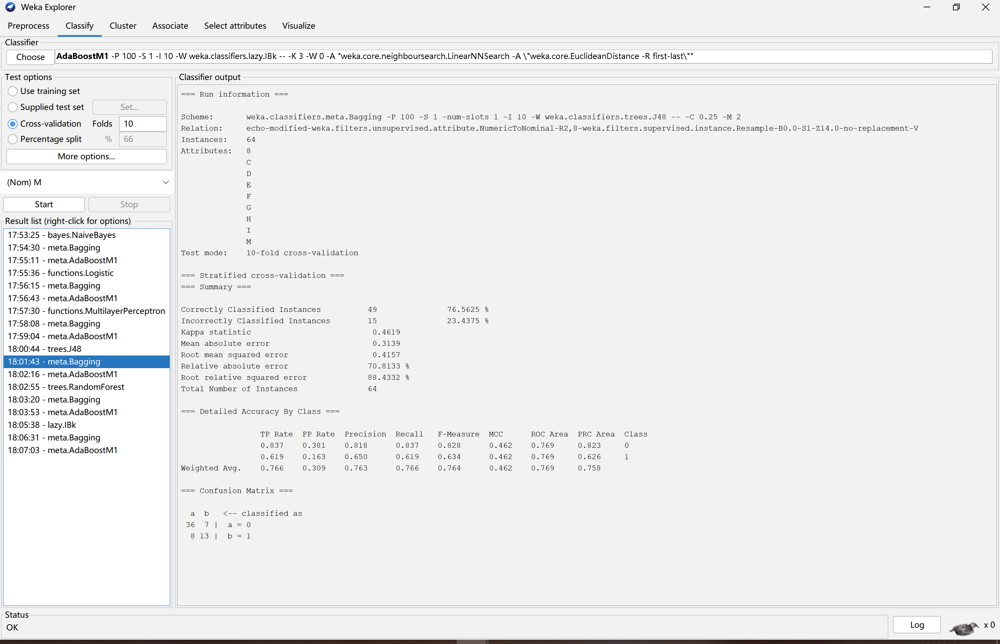 Weka Explorer
Preprocess Classify Cluster Associate Select attributes Visualize
Classifier
Choose AdaBoostM1 -P 100 -S 1 -I 10 -W weka.classifiers.lazy.IBk -- -K 3 -W 0 -A "weka.core.neighboursearch.LinearNNSearch -A \"weka.core.EuclideanDistance -R first-last\""
Test options
Use training set
Supplied test set Set...
Cross-validation Folds 10
Percentage split % 66
More options...
(Nom) M
Start Stop
Result list (right-click for options)
17:53:25 - bayes.NaiveBayes
17:54:30 - meta.Bagging
17:55:11 - meta.AdaBoostM1
17:55:36 - functions.Logistic
17:56:15 - meta.Bagging
17:56:43 - meta.AdaBoostM1
17:57:30 - functions.MultilayerPerceptron
17:58:08 - meta.Bagging
17:59:04 - meta.AdaBoostM1
18:00:44 - trees.J48
18:01:43 - meta.Bagging
18:02:16 - meta.AdaBoostM1
18:02:55 - trees.RandomForest
18:03:20 - meta.Bagging
18:03:53 - meta.AdaBoostM1
18:05:38 - lazy.IBk
18:06:31 - meta.Bagging
18:07:03 - meta.AdaBoostM1
Classifier output
=== Run information ===
Scheme: weka.classifiers.meta.Bagging -P 100 -S 1 -num-slots 1 -I 10 -W weka.classifiers.trees.J48 -- -C 0.25 -M 2
Relation: echo-modified-weka.filters.unsupervised.attribute.NumericToNominal-R2,8-weka.filters.supervised.instance.Resample-B0.0-S1-Z14.0-no-replacement-V
Instances: 64
Attributes: 8
C
D
E
F
G
H
I
M
Test mode: 10-fold cross-validation
=== Stratified cross-validation ===
=== Summary ===
Correctly Classified Instances 49 76.5625 %
Incorrectly Classified Instances 15 23.4375 %
Kappa statistic 0.4619
Mean absolute error 0.3139
Root mean squared error 0.4157
Relative absolute error 70.8133 %
Root relative squared error 88.4332 %
Total Number of Instances 64
=== Detailed Accuracy By Class ===
TP Rate FP Rate Precision Recall F-Measure MCC ROC Area PRC Area Class
0.837 0.381 0.818 0.837 0.828 0.462 0.769 0.823 0
0.619 0.163 0.650 0.619 0.634 0.462 0.769 0.626 1
Weighted Avg. 0.766 0.309 0.763 0.766 0.764 0.462 0.769 0.758
=== Confusion Matrix ===
a b <-- classified as
36 7 | a = 0
8 13 | b = 1
Status
OK
Log x 0